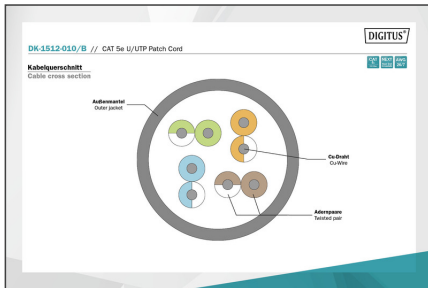 DIGITUS®
DK-1512-010/B // CAT 5e U/UTP Patch Cord
Kabelquerschnitt
Cable cross section
Außenmantel
Outer jacket
Cu-Draht
Cu-Wire
Adernpaare
Twisted pair